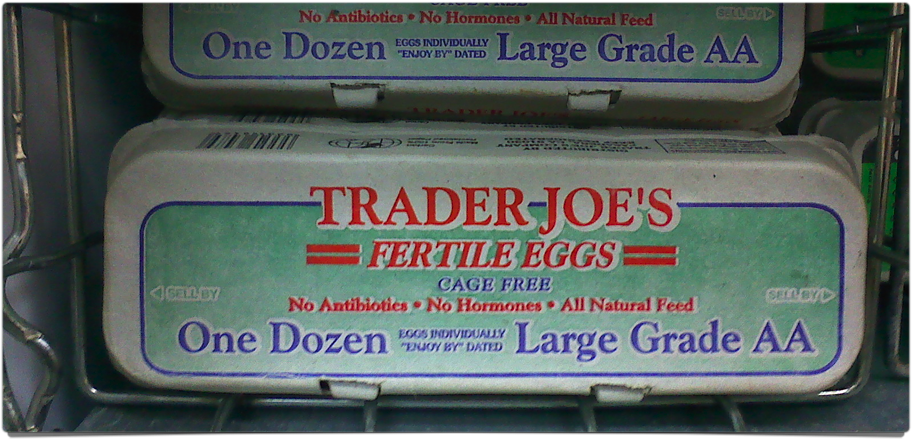 No Antibiotics • No Hormones • All Natural Feed
SELL BY
One Dozen EGGS INDIVIDUALLY "ENJOY BY" DATED Large Grade AA
TRADER JOE'S
FERTILE EGGS
CAGE FREE
SELL BY SELL BY
No Antibiotics • No Hormones • All Natural Feed
One Dozen EGGS INDIVIDUALLY "ENJOY BY" DATED Large Grade AA